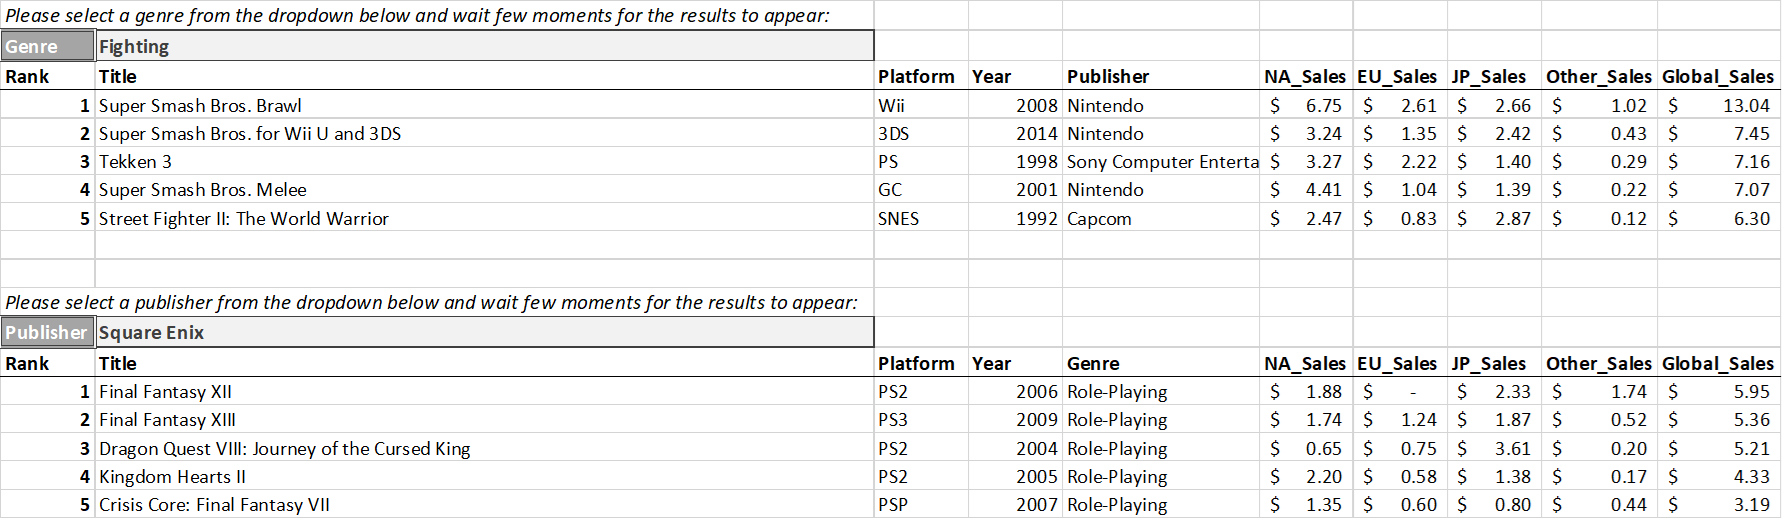 Please select a genre from the dropdown below and wait few moments for the results to appear:
Genre Fighting
Rank Title Platform Year Publisher NA_Sales EU_Sales JP_Sales Other_Sales Global_Sales
1 Super Smash Bros. Brawl Wii 2008 Nintendo $ 6.75 $ 2.61 $ 2.66 $ 1.02 $ 13.04
2 Super Smash Bros. for Wii U and 3DS 3DS 2014 Nintendo $ 3.24 $ 1.35 $ 2.42 $ 0.43 $ 7.45
3 Tekken 3 PS 1998 Sony Computer Enterta $ 3.27 $ 2.22 $ 1.40 $ 0.29 $ 7.16
4 Super Smash Bros. Melee GC 2001 Nintendo $ 4.41 $ 1.04 $ 1.39 $ 0.22 $ 7.07
5 Street Fighter II: The World Warrior SNES 1992 Capcom $ 2.47 $ 0.83 $ 2.87 $ 0.12 $ 6.30
Please select a publisher from the dropdown below and wait few moments for the results to appear:
Publisher Square Enix
Rank Title Platform Year Genre NA_Sales EU_Sales JP_Sales Other_Sales Global_Sales
1 Final Fantasy XII PS2 2006 Role-Playing $ 1.88 $ - $ 2.33 $ 1.74 $ 5.95
2 Final Fantasy XIII PS3 2009 Role-Playing $ 1.74 $ 1.24 $ 1.87 $ 0.52 $ 5.36
3 Dragon Quest VIII: Journey of the Cursed King PS2 2004 Role-Playing $ 0.65 $ 0.75 $ 3.61 $ 0.20 $ 5.21
4 Kingdom Hearts II PS2 2005 Role-Playing $ 2.20 $ 0.58 $ 1.38 $ 0.17 $ 4.33
5 Crisis Core: Final Fantasy VII PSP 2007 Role-Playing $ 1.35 $ 0.60 $ 0.80 $ 0.44 $ 3.19